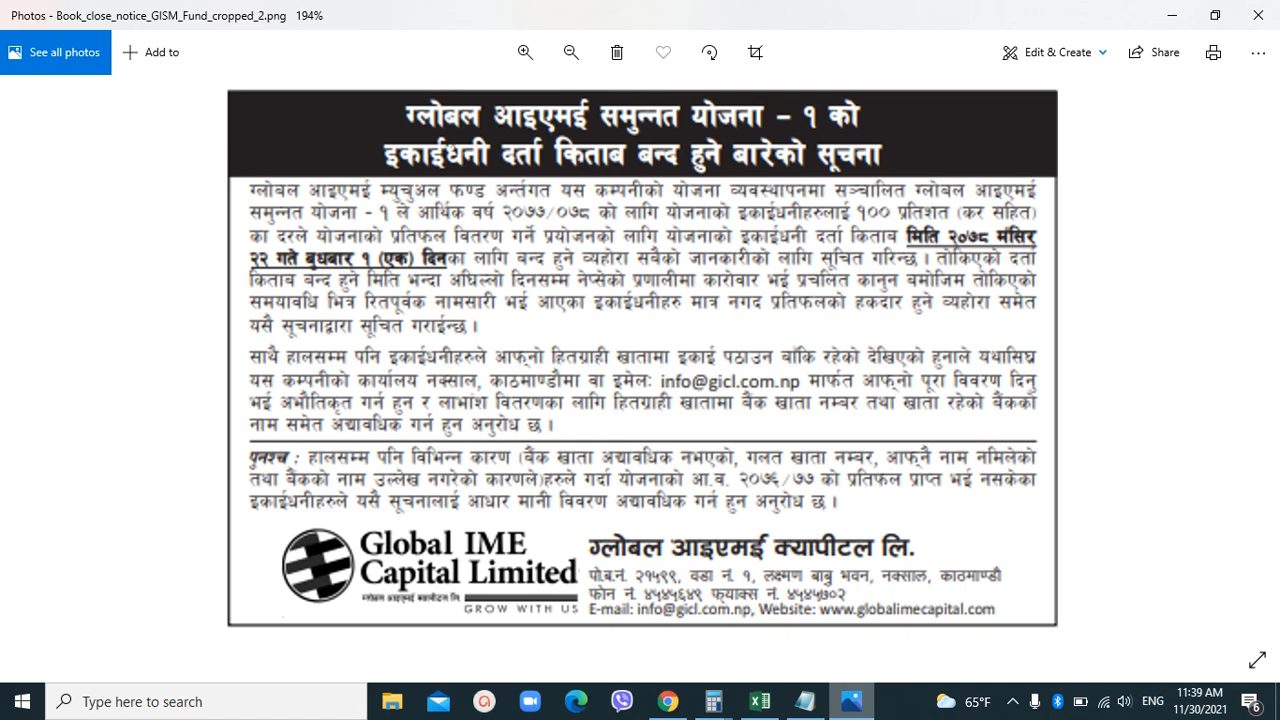 Photos - Book_close_notice_GISM_Fund_cropped_2.png   194%
See all photos
Add to
Edit & Create
Share
ग्लोबल आइएमई समुन्नत योजना - १ को
इकाईधनी दर्ता किताब बन्द हुने बारेको सूचना
ग्लोबल आइएमई म्युचुअल फण्ड अर्न्तगत यस कम्पनीको योजना व्यवस्थापनमा सञ्चालित ग्लोबल आइएमई
समुन्नत योजना - १ ले आर्थिक वर्ष २०७७/०७८ को लागि योजनाको इकाईधनीहरुलाई १०० प्रतिशत (कर सहित)
का दरले योजनाको प्रतिफल वितरण गर्ने प्रयोजनको लागि योजनाको इकाईधनी दर्ता किताब मिति २०७८ मंसिर
२२ गते बुधबार १ (एक) दिनका लागि बन्द हुने व्यहोरा सबैको जानकारीको लागि सूचित गरिन्छ । तोकिएको दर्ता
किताब बन्द हुने मिति भन्दा अघिल्लो दिनसम्म नेप्सेको प्रणालीमा कारोवार भई प्रचलित कानुन बमोजिम तोकिएको
समयावधि भित्र रितपूर्वक नामसारी भई आएका इकाईधनीहरु मात्र नगद प्रतिफलको हकदार हुने व्यहोरा समेत
यसै सूचनाद्वारा सूचित गराईन्छ ।
साथै हालसम्म पनि इकाईधनीहरुले आफ्नो हितग्राही खातामा इकाई पठाउन बाँकि रहेको देखिएको हुनाले यथासिघ्र
यस कम्पनीको कार्यालय नक्साल, काठमाण्डौमा वा इमेलः info@gicl.com.np मार्फत आफ्नो पूरा विवरण दिनु
भई अभौतिकृत गर्न हुन र लाभांश वितरणका लागि हितग्राही खातामा बैंक खाता नम्बर तथा खाता रहेको बैंकको
नाम समेत अद्यावधिक गर्न हुन अनुरोध छ ।
पुनश्च : हालसम्म पनि विभिन्न कारण (बैंक खाता अद्यावधिक नभएको, गलत खाता नम्बर, आफ्नै नाम नमिलेको
तथा बैंकको नाम उल्लेख नगरेको कारणले)हरुले गर्दा योजनाको आ.व. २०७६/७७ को प्रतिफल प्राप्त भई नसकेका
इकाईधनीहरुले यसै सूचनालाई आधार मानी विवरण अद्यावधिक गर्न हुन अनुरोध छ ।
Global IME
Capital Limited
ग्लोबल आइएमई क्यापीटल लि.
GROW WITH US
ग्लोबल आइएमई क्यापीटल लि.
पो.ब.नं. २१५९९, वडा नं. १, लक्ष्मण बाबु भवन, नक्साल, काठमाण्डौ
फोन नं. ४५४५६४९ फ्याक्स नं. ४५४५७०२
E-mail: info@gicl.com.np, Website: www.globalimecapital.com
Type here to search
65°F
ENG
11:39 AM
11/30/2021
6